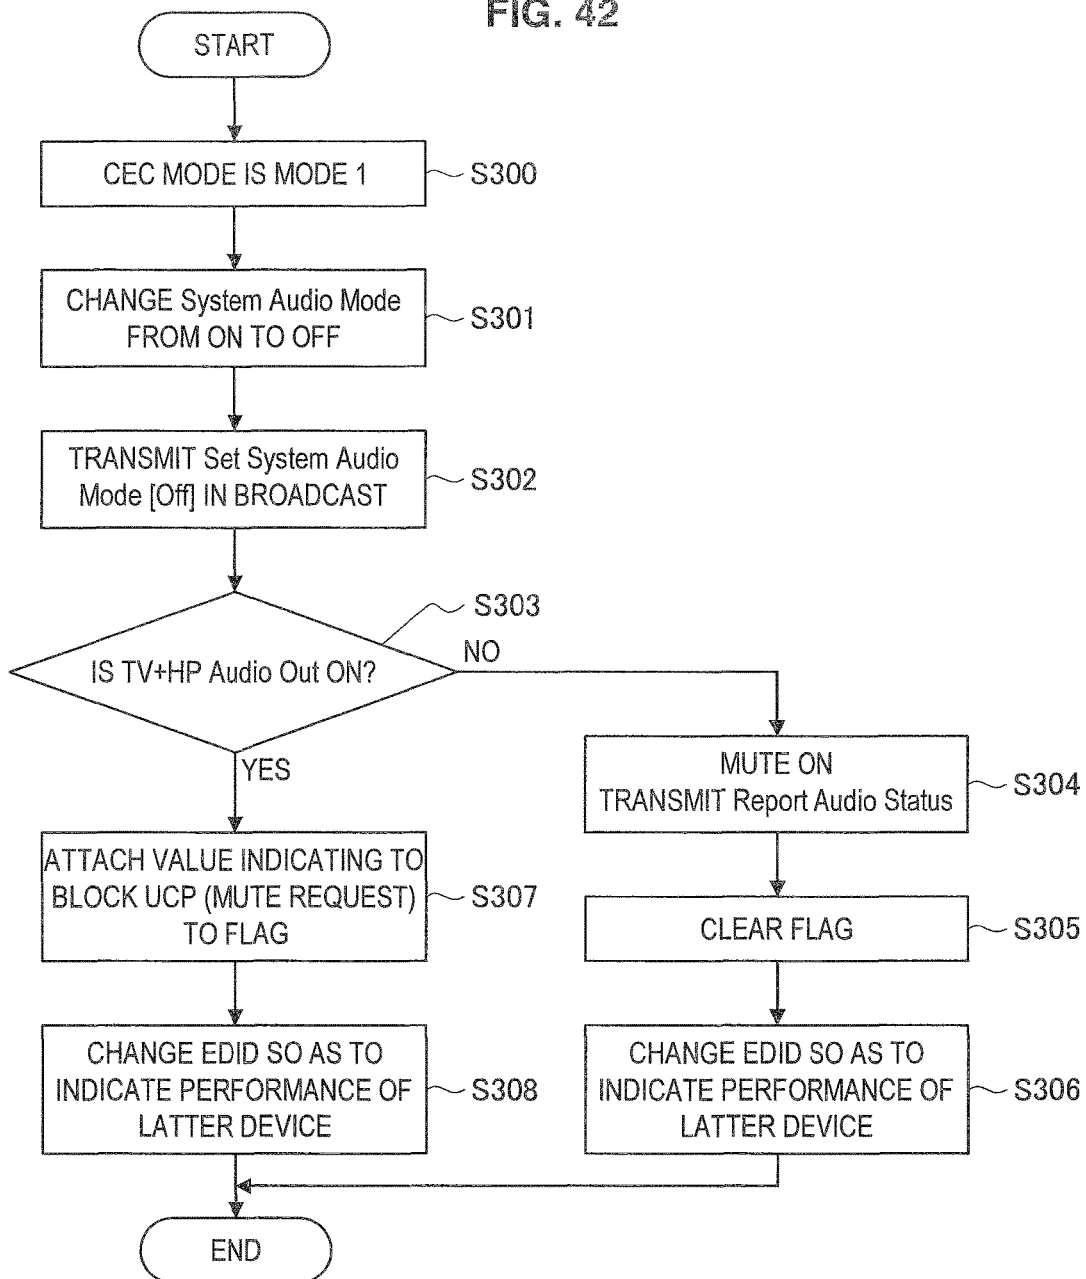 FIG. 42
START
CEC MODE IS MODE 1
S300
CHANGE System Audio Mode
FROM ON TO OFF
S301
TRANSMIT Set System Audio
Mode [Off] IN BROADCAST
S302
S303
IS TV+HP Audio Out ON?
NO
YES
MUTE ON
TRANSMIT Report Audio Status
S304
ATTACH VALUE INDICATING TO
BLOCK UCP (MUTE REQUEST)
TO FLAG
S307
CLEAR FLAG
S305
CHANGE EDID SO AS TO
INDICATE PERFORMANCE OF
LATTER DEVICE
S308
CHANGE EDID SO AS TO
INDICATE PERFORMANCE OF
LATTER DEVICE
S306
END